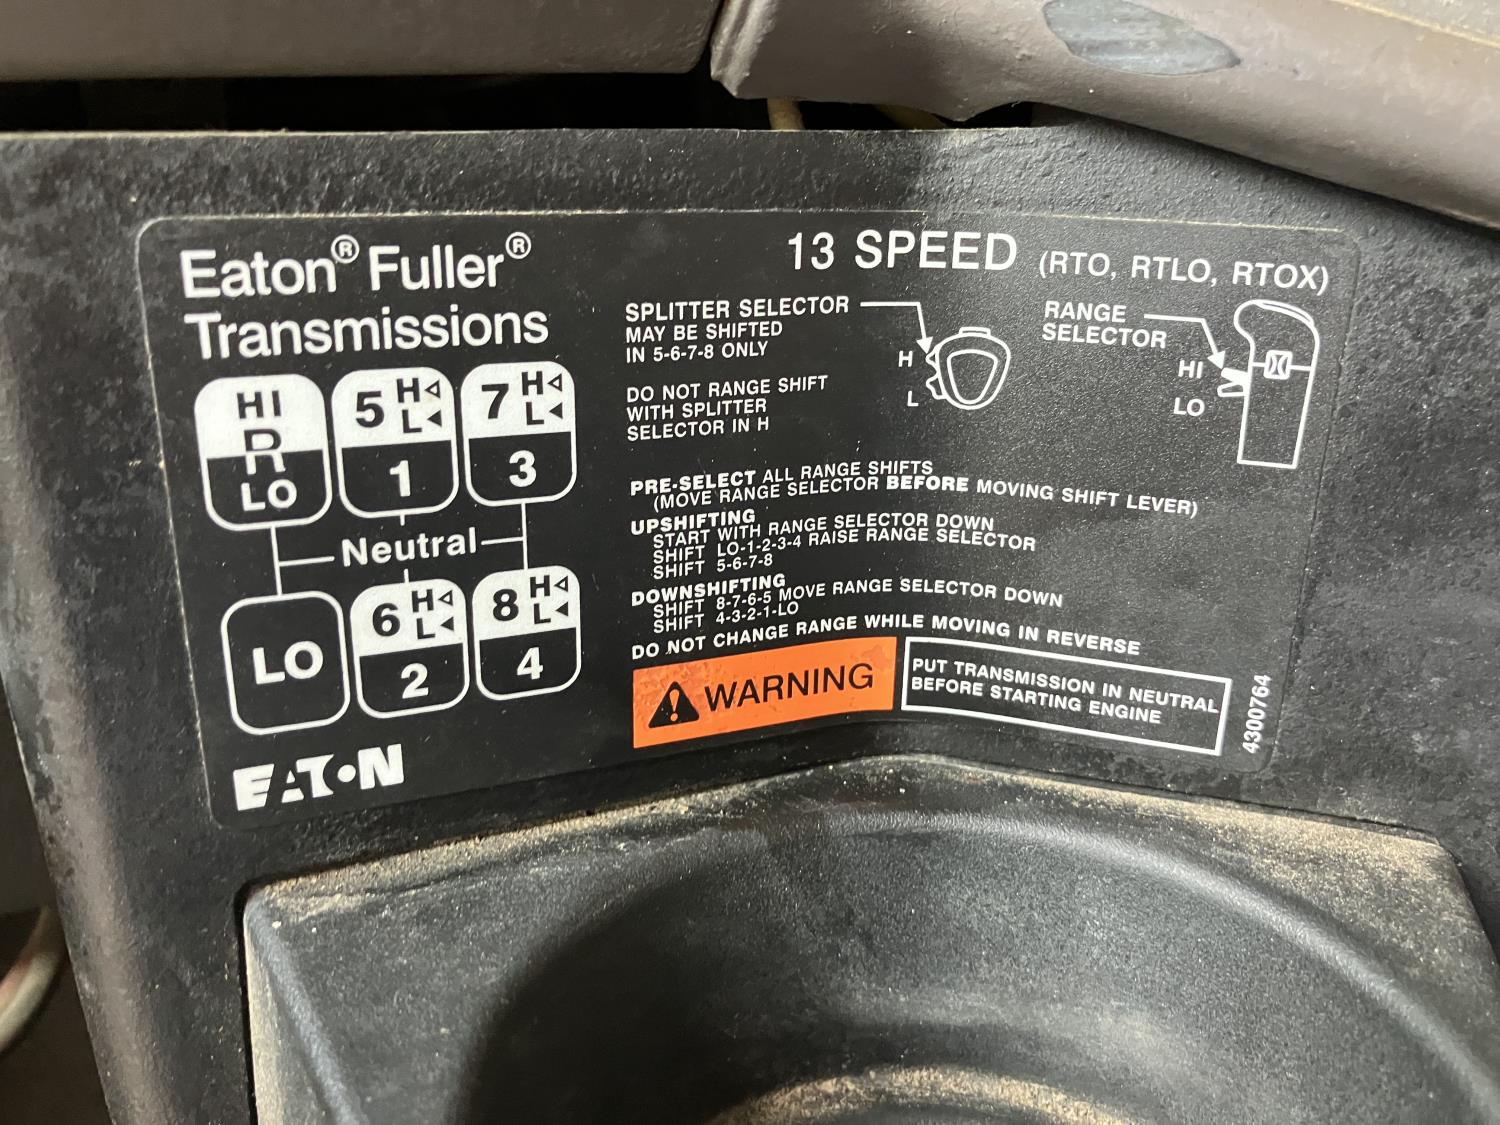 Eaton® Fuller®
Transmissions
13 SPEED (RTO, RTLO, RTOX)
HI
R
LO
5 H
L
1
7 H
L
3
Neutral
LO
6 H
L
2
8 H
L
4
EATON
SPLITTER SELECTOR
MAY BE SHIFTED
IN 5-6-7-8 ONLY
DO NOT RANGE SHIFT
WITH SPLITTER
SELECTOR IN H
H
L
RANGE
SELECTOR
HI
LO
PRE-SELECT ALL RANGE SHIFTS
(MOVE RANGE SELECTOR BEFORE MOVING SHIFT LEVER)
UPSHIFTING
START WITH RANGE SELECTOR DOWN
SHIFT LO-1-2-3-4 RAISE RANGE SELECTOR
SHIFT 5-6-7-8
DOWNSHIFTING
SHIFT 8-7-6-5 MOVE RANGE SELECTOR DOWN
SHIFT 4-3-2-1-LO
DO NOT CHANGE RANGE WHILE MOVING IN REVERSE
WARNING
PUT TRANSMISSION IN NEUTRAL
BEFORE STARTING ENGINE
4300764